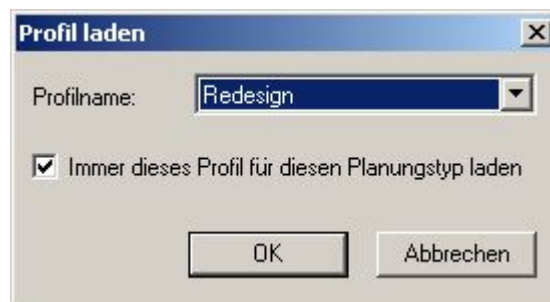 Profil laden
Profilname: Redesign
Immer dieses Profil für diesen Planungstyp laden
OK Abbrechen